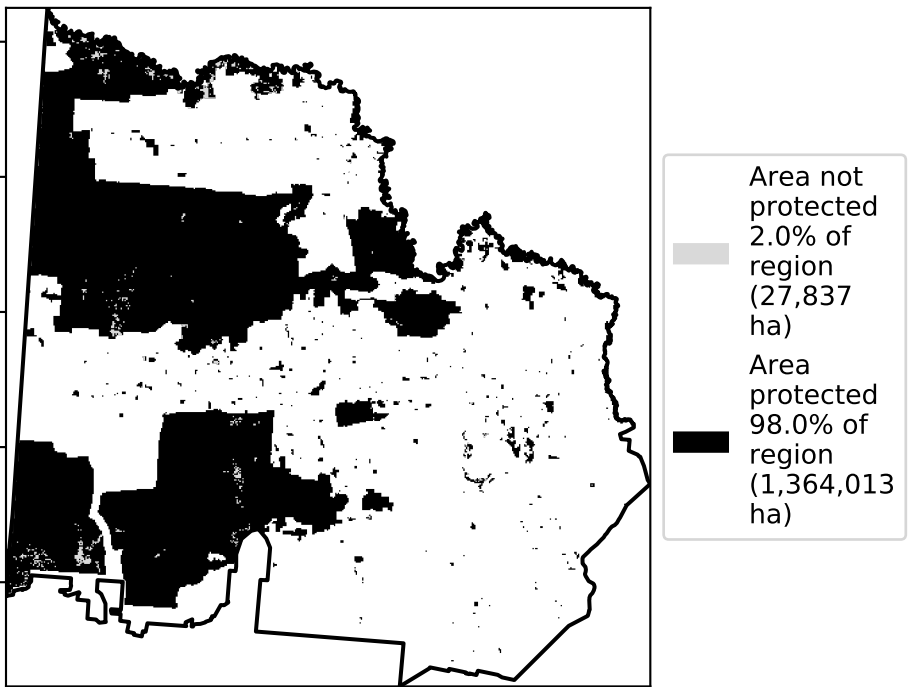 Area not
protected
2.0% of
region
(27,837
ha)
Area
protected
98.0% of
region
(1,364,013
ha)